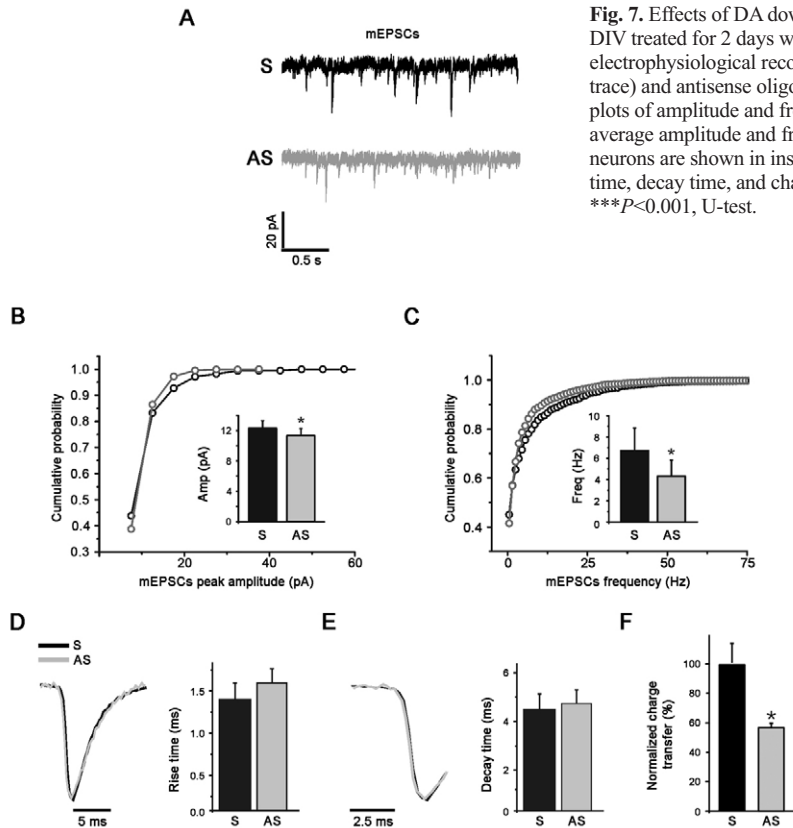 A
mEPSCs
S
AS
20 pA
0.5 s
Fig. 7. Effects of DA dow
DIV treated for 2 days w
electrophysiological reco
trace) and antisense oligo
plots of amplitude and fr
average amplitude and fr
neurons are shown in ins
time, decay time, and cha
***P<0.001, U-test.
B
Cumulative probability
1.0
0.9
0.8
0.7
0.6
0.5
0.4
0.3
0
20
40
60
mEPSCs peak amplitude (pA)
Amp (pA)
12
8
4
0
*
S
AS
C
Cumulative probability
1.0
0.8
0.6
0.4
0
25
50
75
mEPSCs frequency (Hz)
Freq (Hz)
10
8
6
4
2
0
*
S
AS
D
S
AS
5 ms
Rise time (ms)
1.5
1.0
0.5
0.0
S
AS
E
2.5 ms
Decay time (ms)
6
4
2
0
S
AS
F
Normalized charge
transfer (%)
100
80
60
40
20
0
*
S
AS